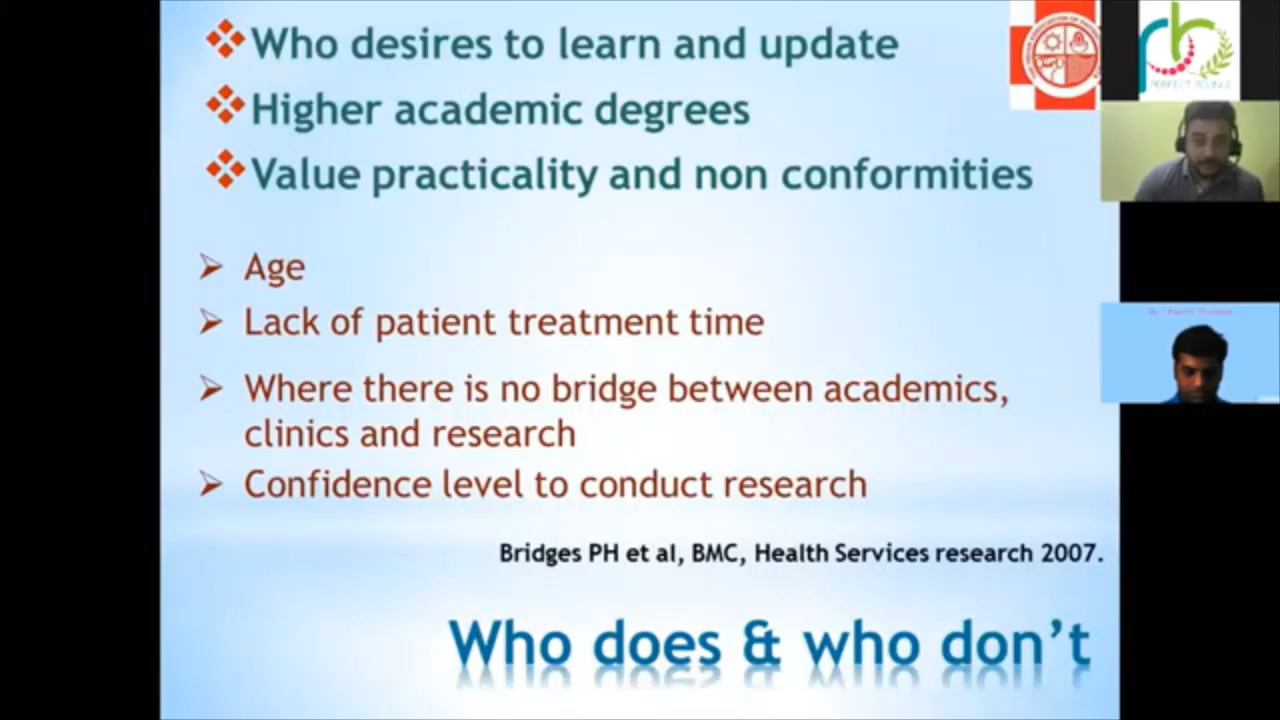 Who desires to learn and update
Higher academic degrees
Value practicality and non conformities
Age
Lack of patient treatment time
Where there is no bridge between academics,
clinics and research
Confidence level to conduct research
Bridges PH et al, BMC, Health Services research 2007.
Who does & who don't